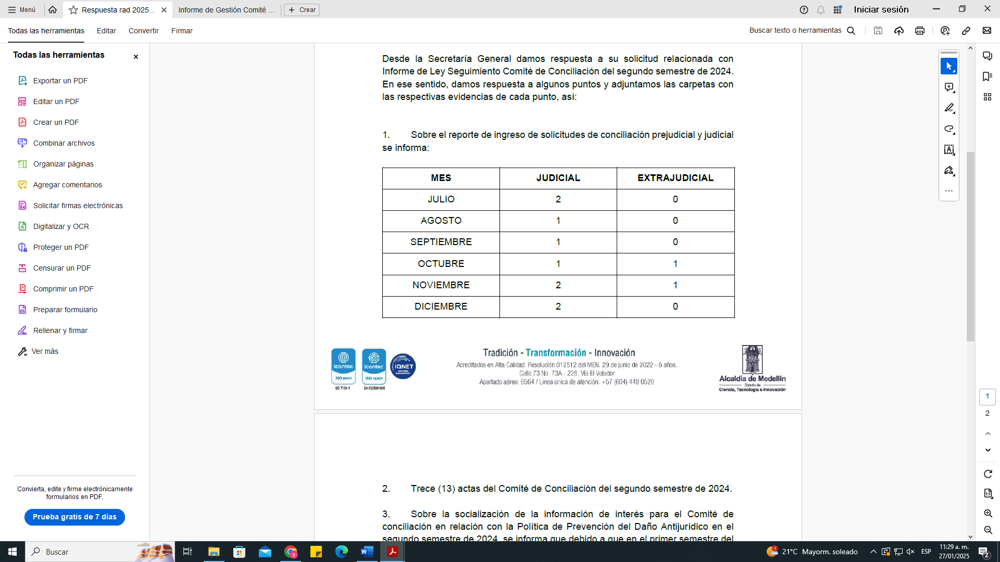 Menú
Respuesta rad 2025...
Informe de Gestión Comité ...
Crear
Iniciar sesión
Todas las herramientas
Editar
Convertir
Firmar
Buscar texto o herramientas
Todas las herramientas
Exportar un PDF
Editar un PDF
Crear un PDF
Combinar archivos
Organizar páginas
Agregar comentarios
Solicitar firmas electrónicas
Digitalizar y OCR
Proteger un PDF
Censurar un PDF
Comprimir un PDF
Preparar formulario
Rellenar y firmar
Ver más
Convierta, edite y firme electrónicamente
formularios en PDF.
Prueba gratis de 7 días
Desde la Secretaría General damos respuesta a su solicitud relacionada con
Informe de Ley Seguimiento Comité de Conciliación del segundo semestre de 2024.
En ese sentido, damos respuesta a algunos puntos y adjuntamos las carpetas con
las respectivas evidencias de cada punto, así:
1. Sobre el reporte de ingreso de solicitudes de conciliación prejudicial y judicial
se informa:
MES JUDICIAL EXTRAJUDICIAL
JULIO 2 0
AGOSTO 1 0
SEPTIEMBRE 1 0
OCTUBRE 1 1
NOVIEMBRE 2 1
DICIEMBRE 2 0
icontec
ISO 9001
SC 7134-1
icontec
ISO 14001
SA-CER001605
IQNET
CERTIFIED
MANAGEMENT
Tradición - Transformación - Innovación
Acreditados en Alta Calidad. Resolución 012512 del MEN. 29 de junio de 2022 - 6 años.
Calle 73 No. 73A - 226, Vía El Volador
Apartado aéreo: 6564 / Linea única de atención: +57 (604) 448 0520
Alcaldía de Medellín
Distrito de
Ciencia, Tecnología e Innovación
2. Trece (13) actas del Comité de Conciliación del segundo semestre de 2024.
3. Sobre la socialización de la información de interés para el Comité de
conciliación en relación con la Política de Prevención del Daño Antijurídico en el
segundo semestre de 2024, se informa que debido a que en el primer semestre del
1
2
Buscar
21°C Mayorm. soleado
ESP
11:29 a. m.
27/01/2025
2